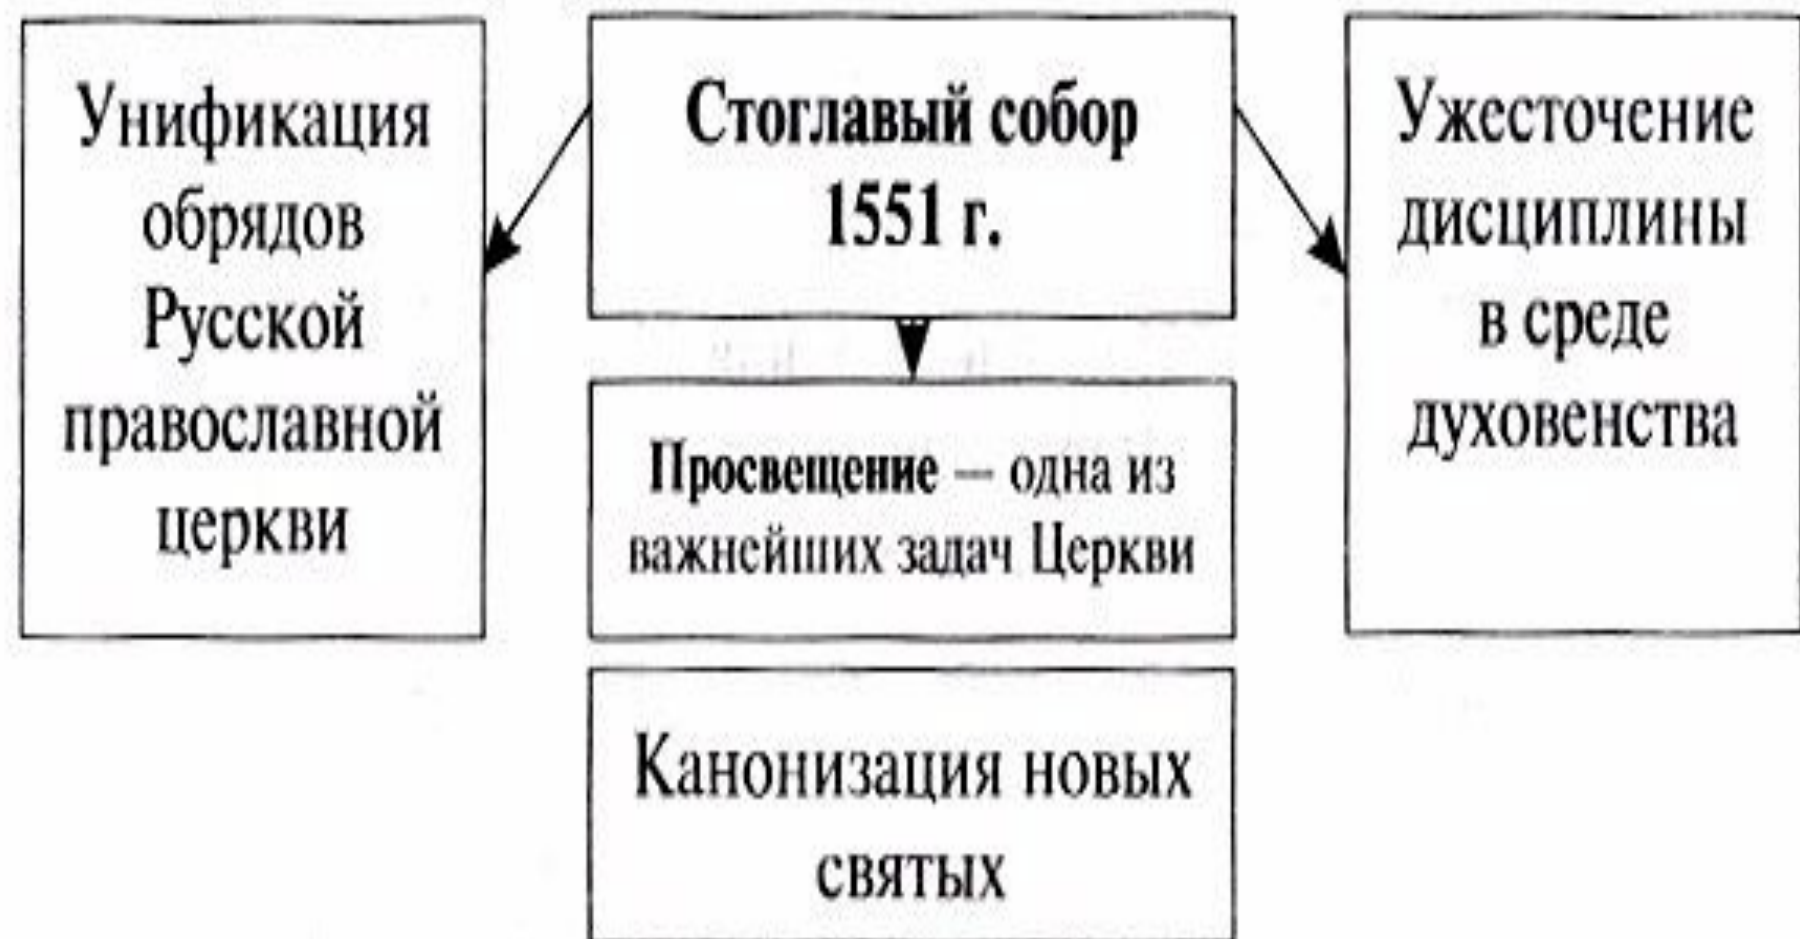 Унификация
обрядов
Русской
православной
церкви
Стоглавый собор
1551 г.
Просвещение — одна из
важнейших задач Церкви
Канонизация новых
святых
Ужесточение
дисциплины
в среде
духовенства